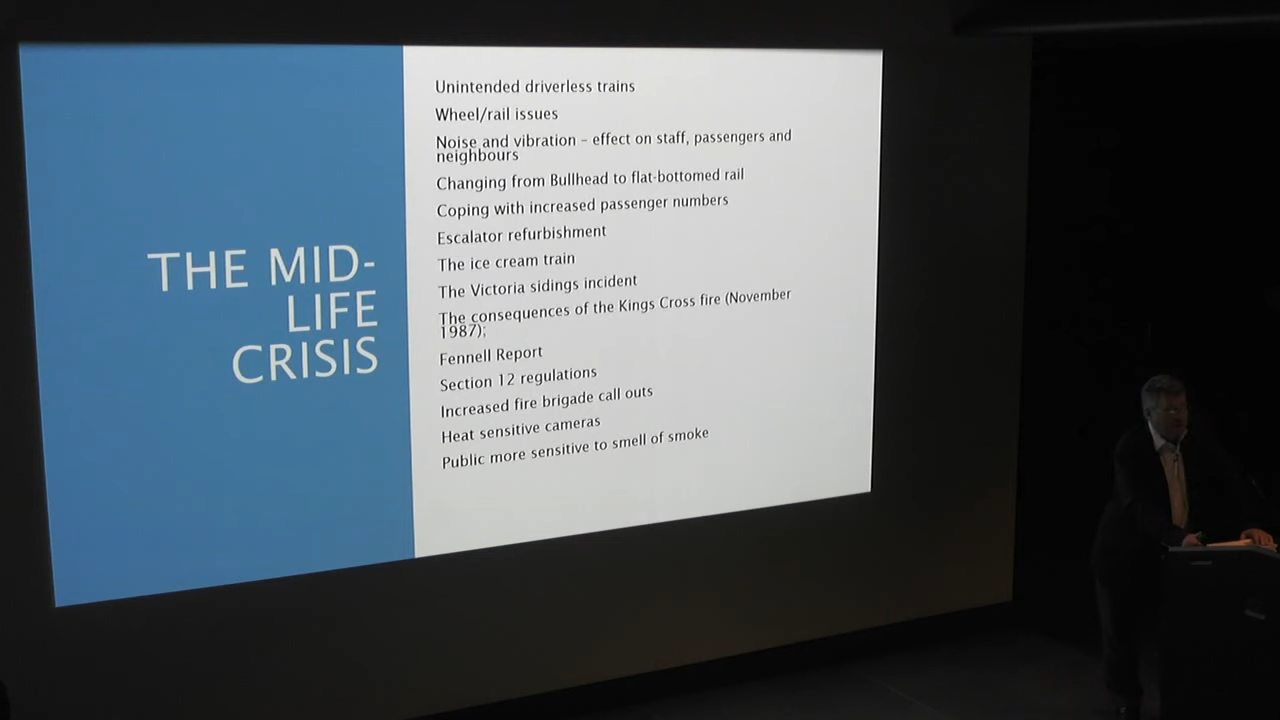 THE MID-
LIFE
CRISIS
Unintended driverless trains
Wheel/rail issues
Noise and vibration – effect on staff, passengers and
neighbours
Changing from Bullhead to flat-bottomed rail
Coping with increased passenger numbers
Escalator refurbishment
The ice cream train
The Victoria sidings incident
The consequences of the Kings Cross fire (November
1987);
Fennell Report
Section 12 regulations
Increased fire brigade call outs
Heat sensitive cameras
Public more sensitive to smell of smoke